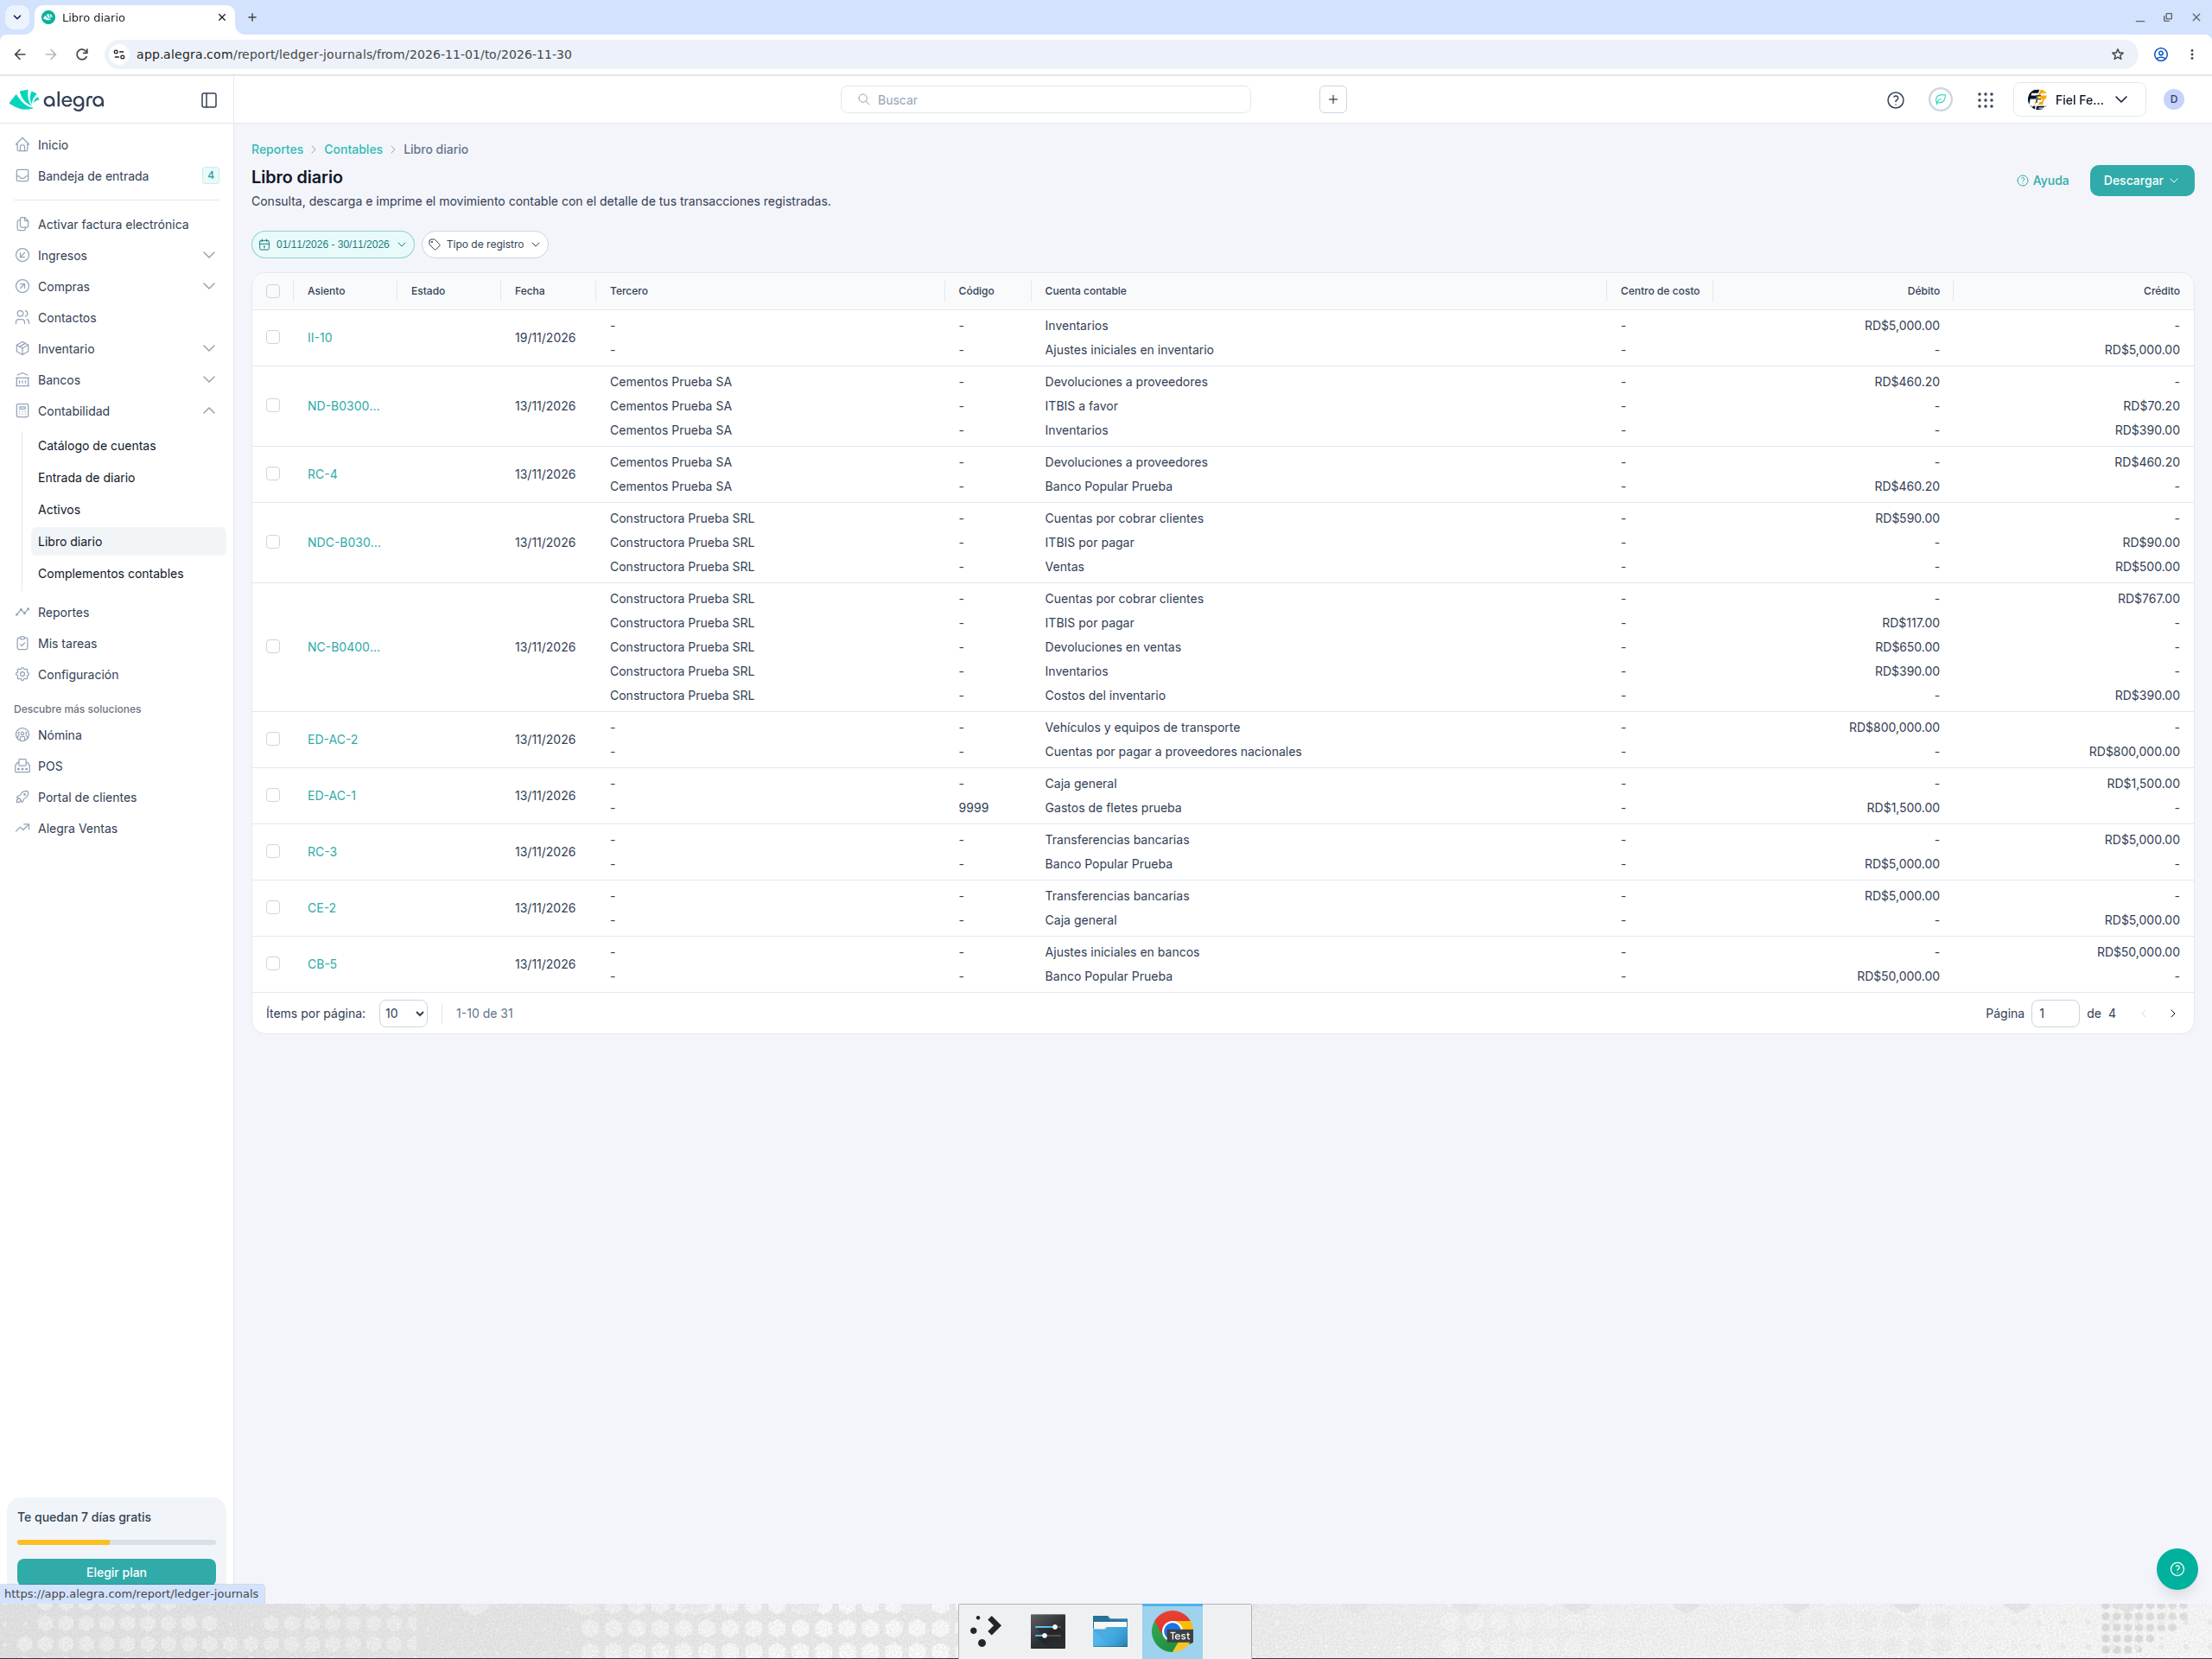 Libro diario
app.alegra.com/report/ledger-journals/from/2026-11-01/to/2026-11-30
alegra
Buscar
Fiel Fe...
D
Inicio
Bandeja de entrada 4
Activar factura electrónica
Ingresos
Compras
Contactos
Inventario
Bancos
Contabilidad
Catálogo de cuentas
Entrada de diario
Activos
Libro diario
Complementos contables
Reportes
Mis tareas
Configuración
Descubre más soluciones
Nómina
POS
Portal de clientes
Alegra Ventas
Te quedan 7 días gratis
Elegir plan
https://app.alegra.com/report/ledger-journals
Reportes > Contables > Libro diario
Libro diario
Consulta, descarga e imprime el movimiento contable con el detalle de tus transacciones registradas.
Ayuda
Descargar
01/11/2026 - 30/11/2026
Tipo de registro
Asiento Estado Fecha Tercero Código Cuenta contable Centro de costo Débito Crédito
II-10 19/11/2026
- - Inventarios - RD$5,000.00 -
- - Ajustes iniciales en inventario - - RD$5,000.00
ND-B0300... 13/11/2026
Cementos Prueba SA - Devoluciones a proveedores - RD$460.20 -
Cementos Prueba SA - ITBIS a favor - - RD$70.20
Cementos Prueba SA - Inventarios - - RD$390.00
RC-4 13/11/2026
Cementos Prueba SA - Devoluciones a proveedores - - RD$460.20
Cementos Prueba SA - Banco Popular Prueba - RD$460.20 -
NDC-B030... 13/11/2026
Constructora Prueba SRL - Cuentas por cobrar clientes - RD$590.00 -
Constructora Prueba SRL - ITBIS por pagar - - RD$90.00
Constructora Prueba SRL - Ventas - - RD$500.00
NC-B0400... 13/11/2026
Constructora Prueba SRL - Cuentas por cobrar clientes - - RD$767.00
Constructora Prueba SRL - ITBIS por pagar - RD$117.00 -
Constructora Prueba SRL - Devoluciones en ventas - RD$650.00 -
Constructora Prueba SRL - Inventarios - RD$390.00 -
Constructora Prueba SRL - Costos del inventario - - RD$390.00
ED-AC-2 13/11/2026
- - Vehículos y equipos de transporte - RD$800,000.00 -
- - Cuentas por pagar a proveedores nacionales - - RD$800,000.00
ED-AC-1 13/11/2026
- - Caja general - - RD$1,500.00
- 9999 Gastos de fletes prueba - RD$1,500.00 -
RC-3 13/11/2026
- - Transferencias bancarias - - RD$5,000.00
- - Banco Popular Prueba - RD$5,000.00 -
CE-2 13/11/2026
- - Transferencias bancarias - RD$5,000.00 -
- - Caja general - - RD$5,000.00
CB-5 13/11/2026
- - Ajustes iniciales en bancos - - RD$50,000.00
- - Banco Popular Prueba - RD$50,000.00 -
Ítems por página: 10 1-10 de 31
Página 1 de 4
Test